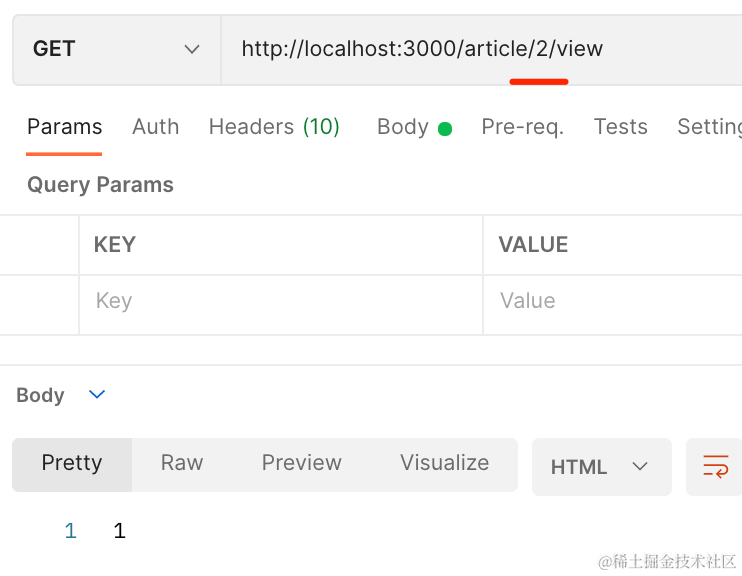 GET http://localhost:3000/article/2/view
Params Auth Headers (10) Body Pre-req. Tests Setting
Query Params
KEY VALUE
Key Value
Body
Pretty Raw Preview Visualize HTML
1 1
@稀土掘金技术社区